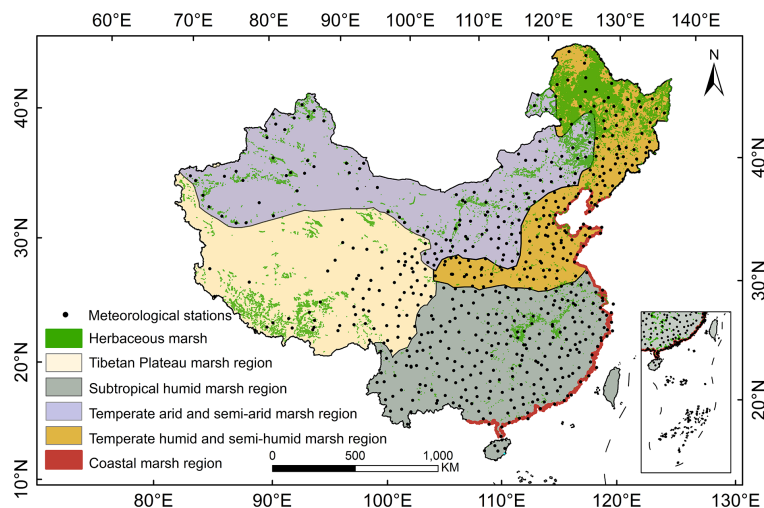 60°E 70°E 80°E 90°E 100°E 110°E 120°E 130°E 140°E
N
40°N
40°N
30°N
30°N
20°N
20°N
10°N
Meteorological stations
Herbaceous marsh
Tibetan Plateau marsh region
Subtropical humid marsh region
Temperate arid and semi-arid marsh region
Temperate humid and semi-humid marsh region
Coastal marsh region
0 500 1,000
KM
80°E 90°E 100°E 110°E 120°E 130°E